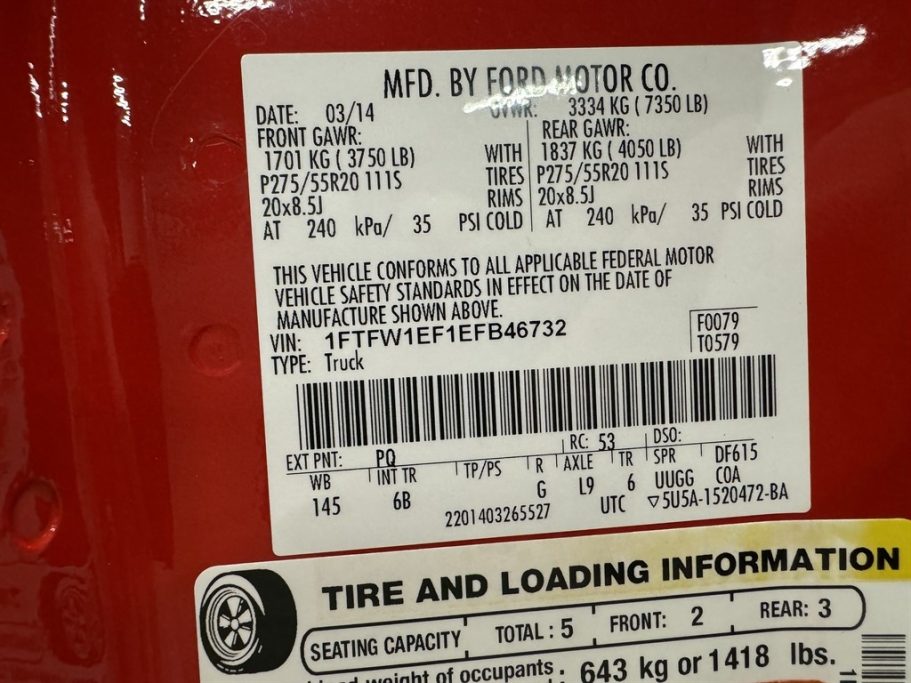 MFD. BY FORD MOTOR CO.
DATE: 03/14 GVWR: 3334 KG ( 7350 LB)
FRONT GAWR: REAR GAWR:
1701 KG ( 3750 LB) WITH 1837 KG ( 4050 LB) WITH
P275/55R20 111S TIRES P275/55R20 111S TIRES
20x8.5J RIMS 20x8.5J RIMS
AT 240 kPa/ 35 PSI COLD AT 240 kPa/ 35 PSI COLD
THIS VEHICLE CONFORMS TO ALL APPLICABLE FEDERAL MOTOR
VEHICLE SAFETY STANDARDS IN EFFECT ON THE DATE OF
MANUFACTURE SHOWN ABOVE.
VIN: 1FTFW1EF1EFB46732 F0079
TYPE: Truck T0579
EXT PNT: PQ RC: 53 DSO:
WB INT TR TP/PS R AXLE TR SPR DF615
145 6B G L9 6 UUGG COA
2201403265527 UTC ▽5U5A-1520472-BA
TIRE AND LOADING INFORMATION
SEATING CAPACITY TOTAL : 5 FRONT: 2 REAR: 3
weight of occupants 643 kg or 1418 lbs.